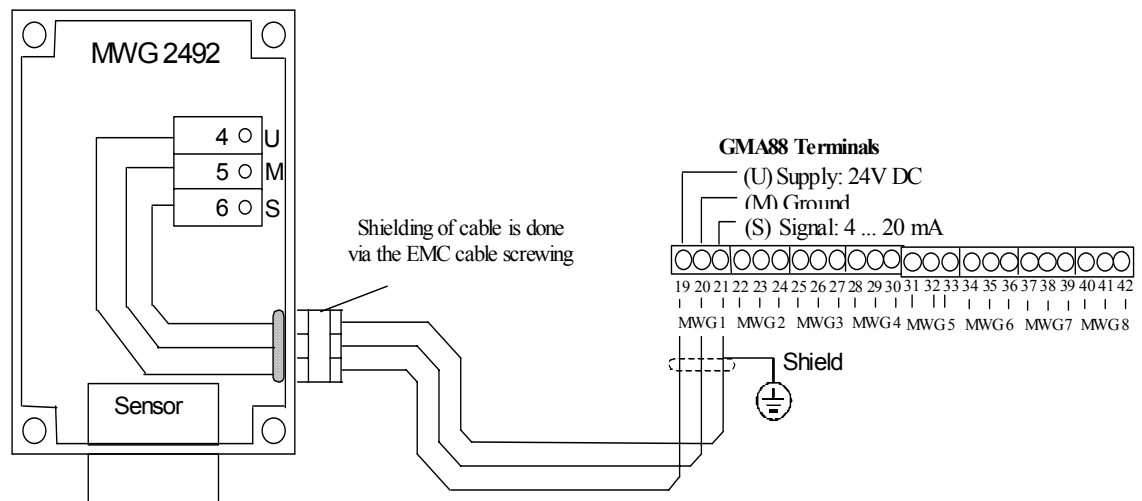 MWG 2492
4 U
5 M
6 S
Sensor
Shielding of cable is done
via the EMC cable screwing
GMA88 Terminals
(U) Supply: 24V DC
(M) Ground
(S) Signal: 4 ... 20 mA
19 20 21 22 23 24 25 26 27 28 29 30 31 32 33 34 35 36 37 38 39 40 41 42
MWG 1 MWG 2 MWG3 MWG 4 MWG 5 MWG 6 MWG 7 MWG 8
Shield